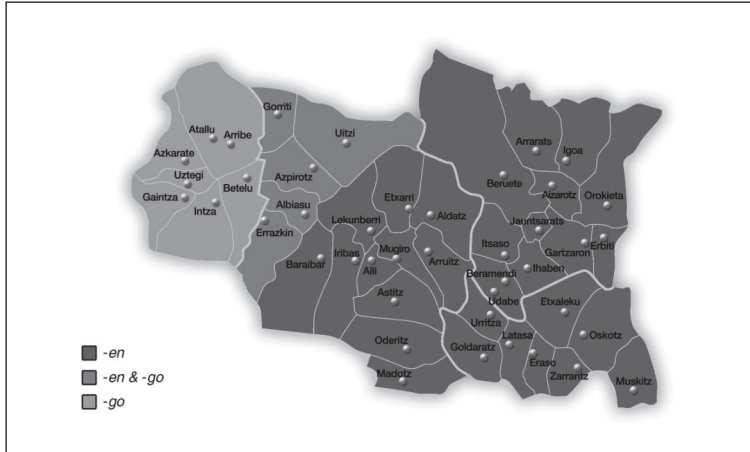 Gorriti
Uitzi
Atallu
Arribe
Azkarate
Uztegi
Betelu
Gaintza
Intza
Azpirotz
Albiasu
Errazkin
Etxarri
Aldatz
Lekunberri
Baraibar
Iribas
Mugiro
Alli
Arruitz
Astitz
Oderitz
Madotz
Arrarats
Igoa
Beruete
Aizarotz
Orokieta
Jauntsarats
Itsaso
Gartzaron
Erbiti
Beramendi
Ihaben
Udabe
Etxaleku
Urritza
Latasa
Oskotz
Goldaratz
Eraso
Zarrantz
Muskitz
-en
-en & -go
-go